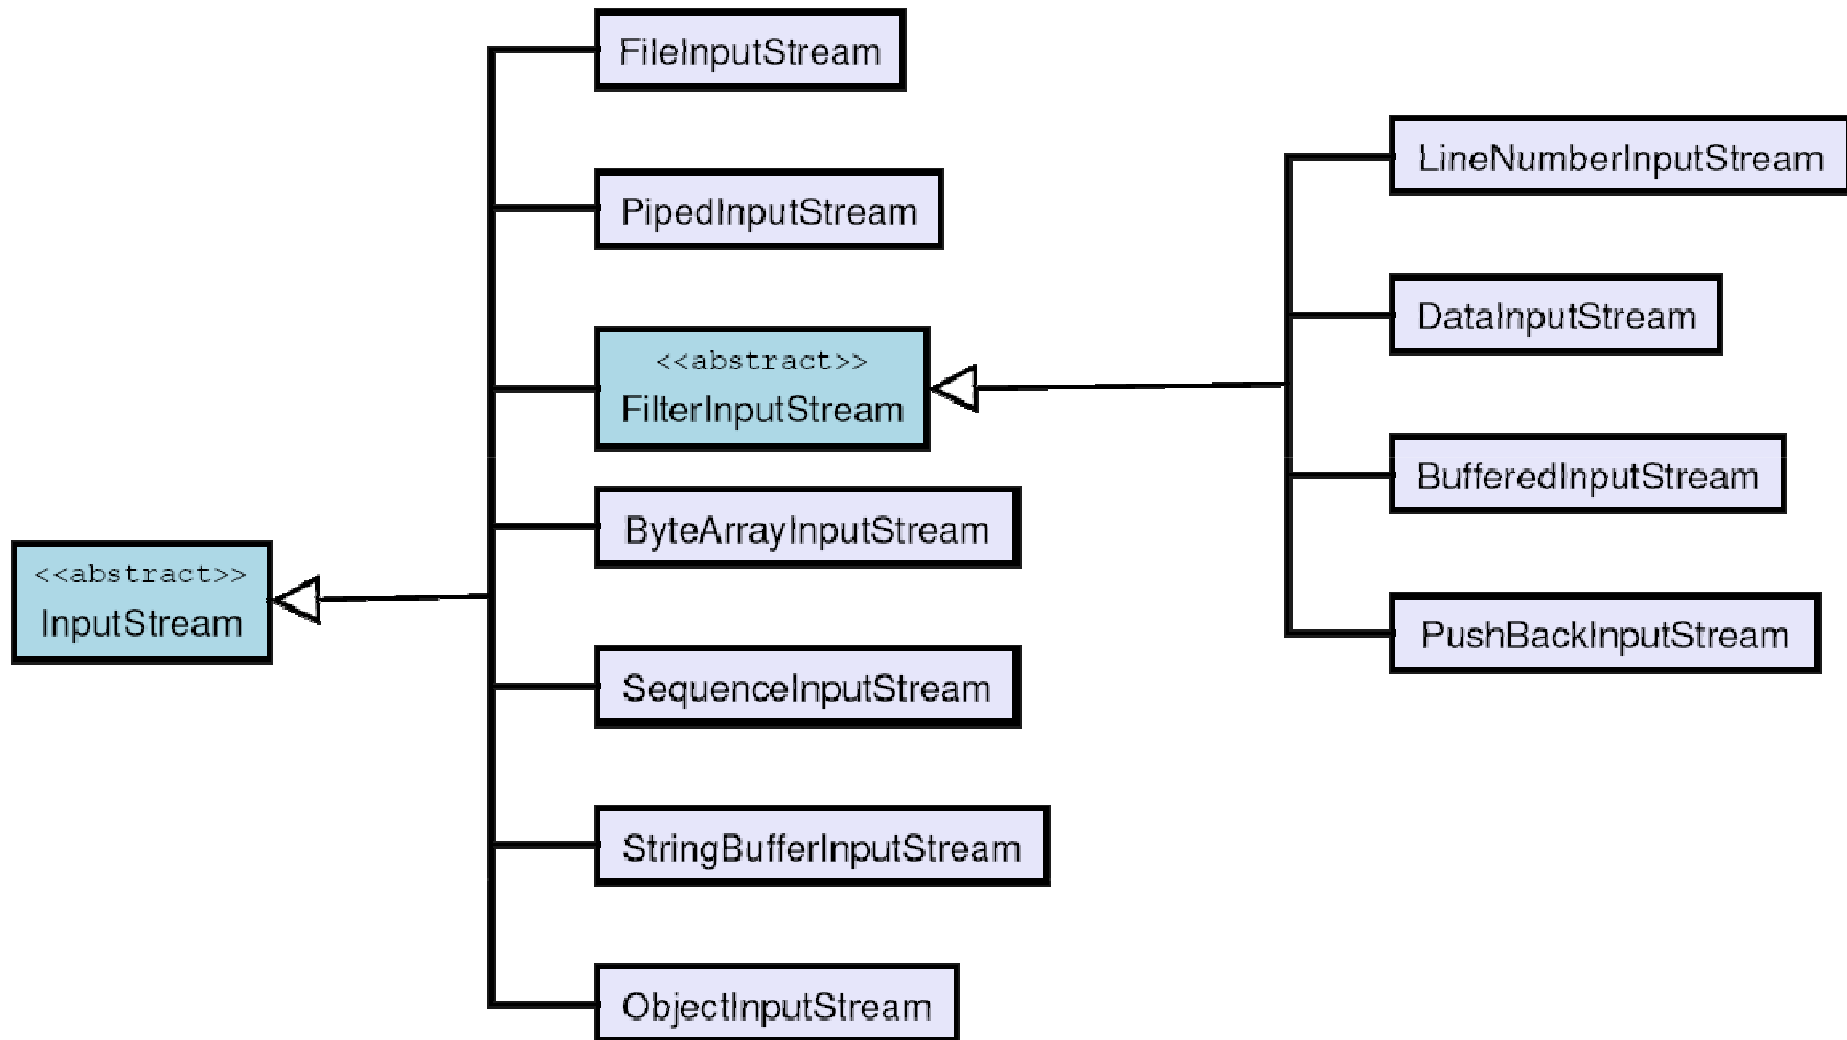 FileInputStream
LineNumberInputStream
PipedInputStream
DataInputStream
<<abstract>>
FilterInputStream
BufferedInputStream
ByteArrayInputStream
<<abstract>>
InputStream
PushBackInputStream
SequenceInputStream
StringBufferInputStream
ObjectInputStream